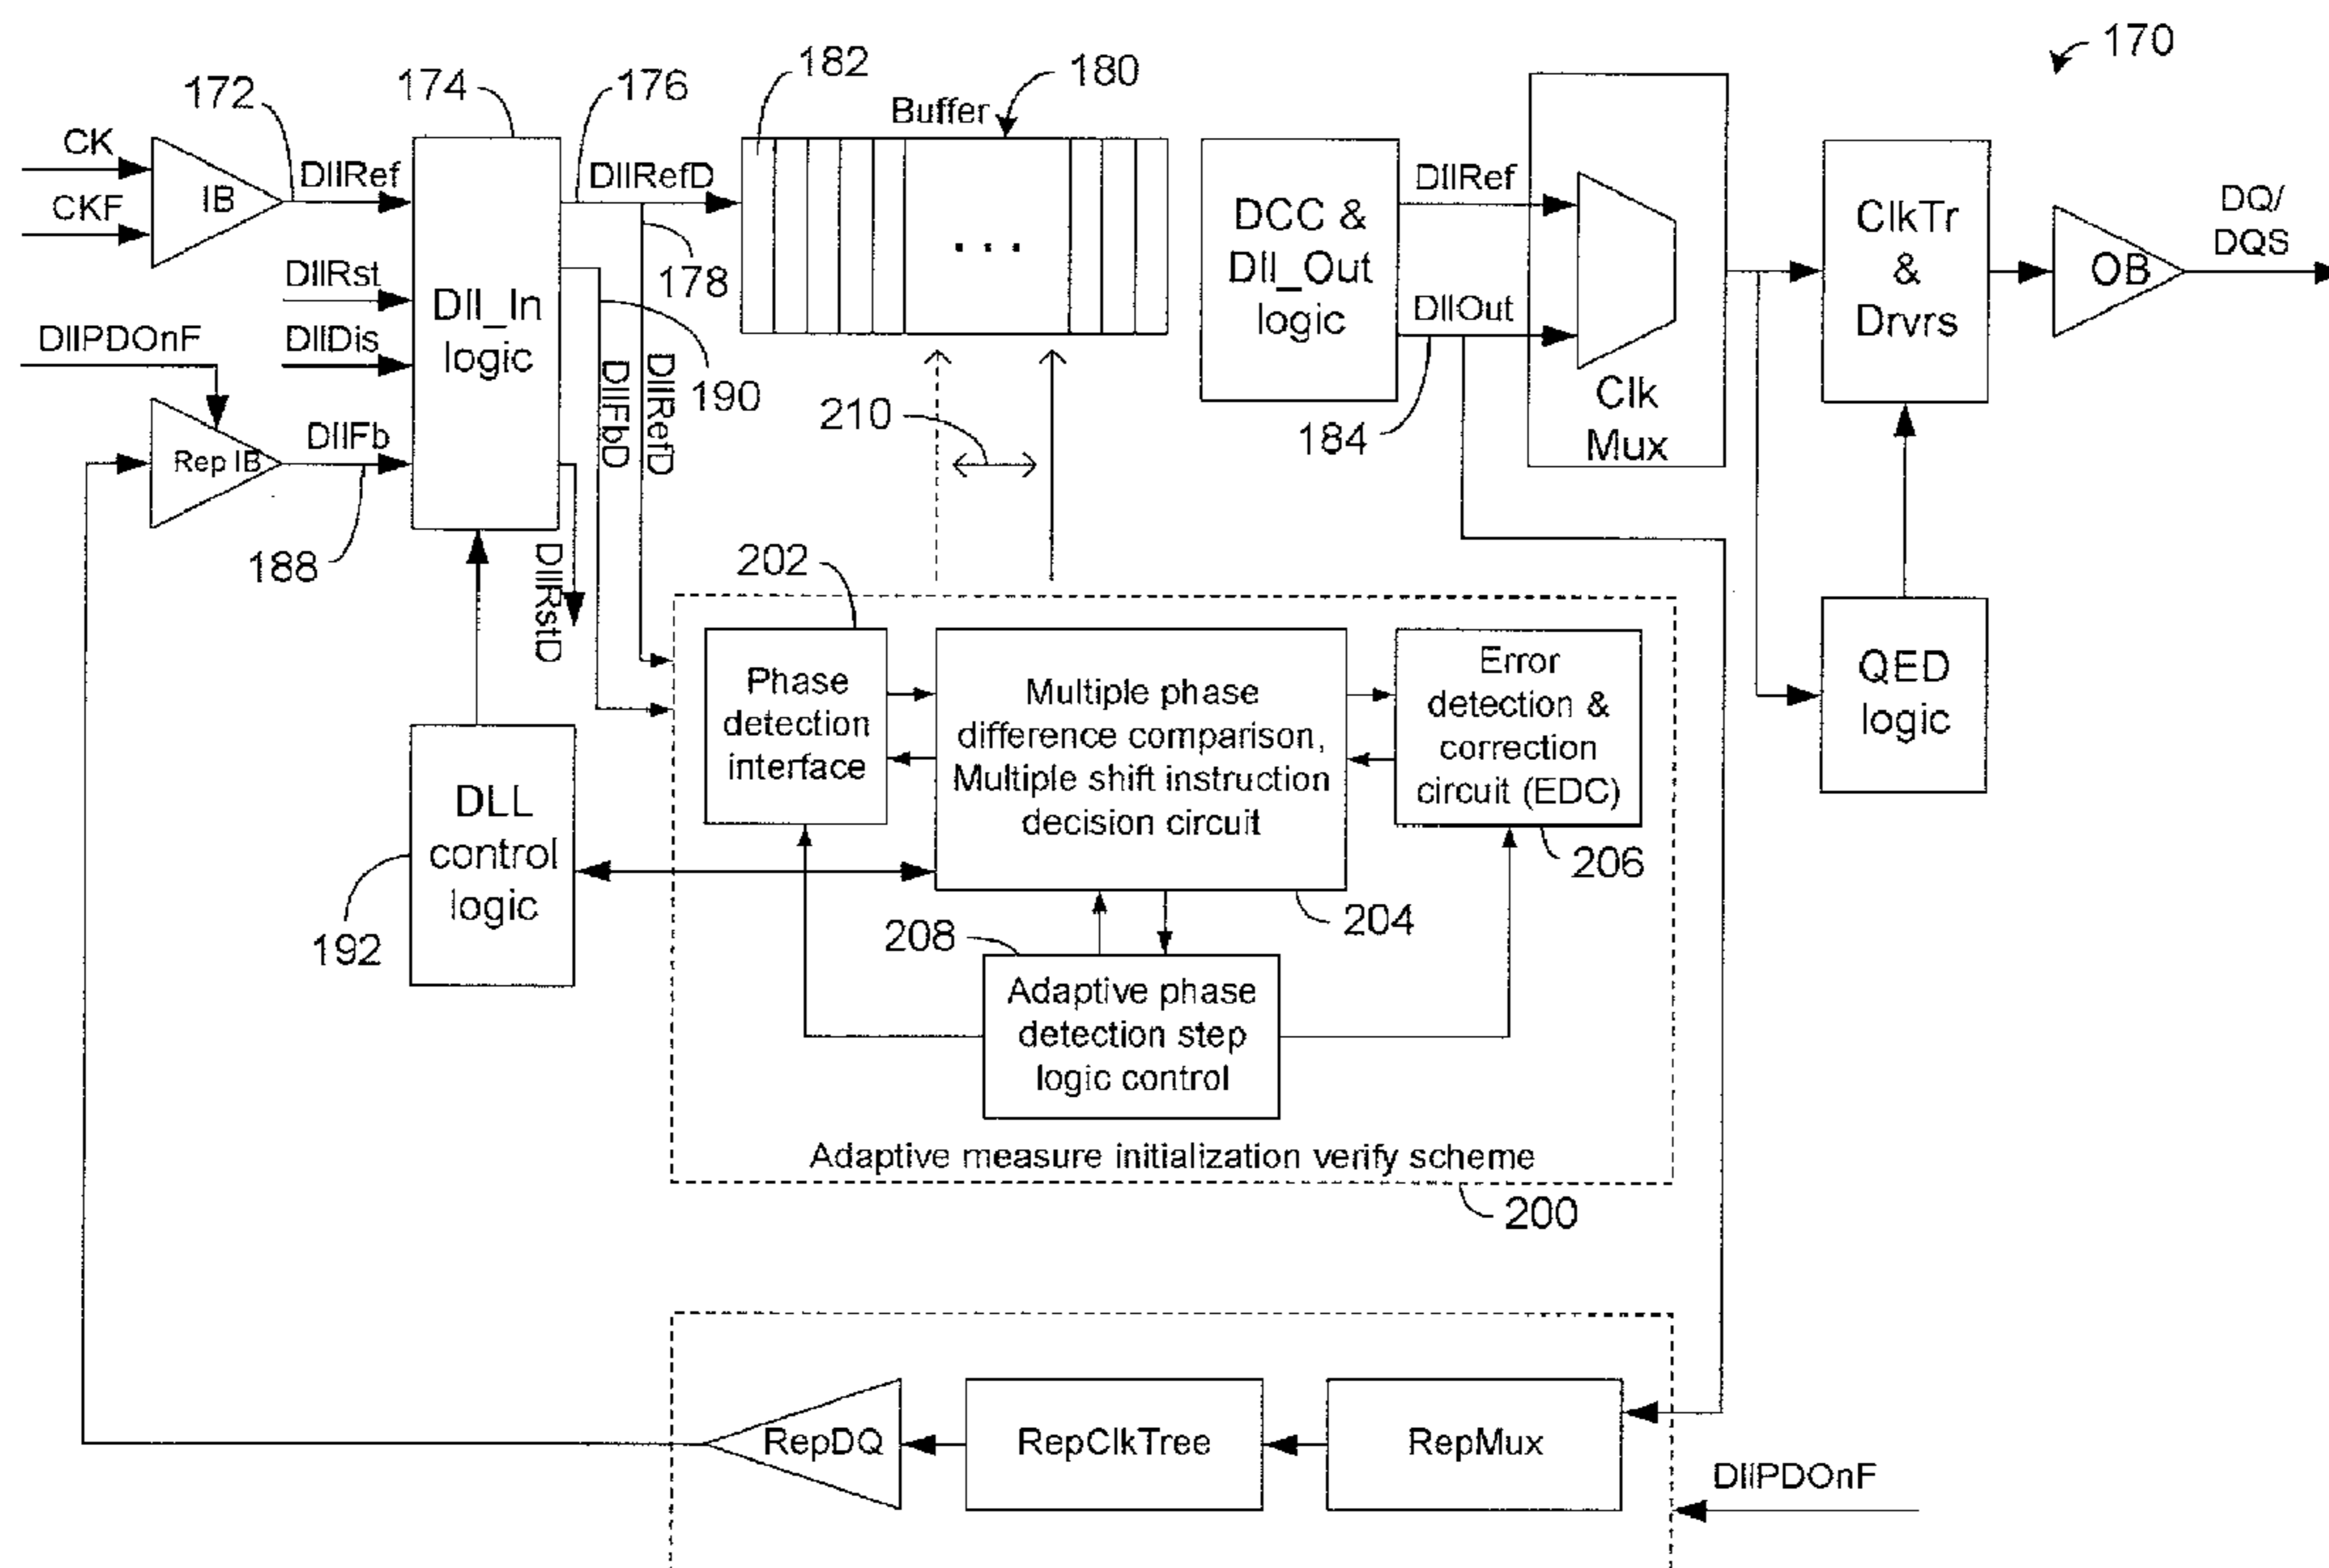 170
172
174
176
182
180
Buffer
CK
CKF
IB
DllRef
DllRefD
DllRst
DllPDOnF
DllDis
Dll_In
logic
178
190
DllFbD
DllRefD
DllRstD
Rep IB
DllFb
188
. . .
210
DCC &
Dll_Out
logic
DllRef
DllOut
184
Clk
Mux
ClkTr
&
Drvrs
OB
DQ/
DQS
QED
logic
202
Phase
detection
interface
Multiple phase
difference comparison,
Multiple shift instruction
decision circuit
Error
detection &
correction
circuit (EDC)
206
204
208
Adaptive phase
detection step
logic control
DLL
control
logic
192
Adaptive measure initialization verify scheme
200
RepDQ
RepClkTree
RepMux
DllPDOnF